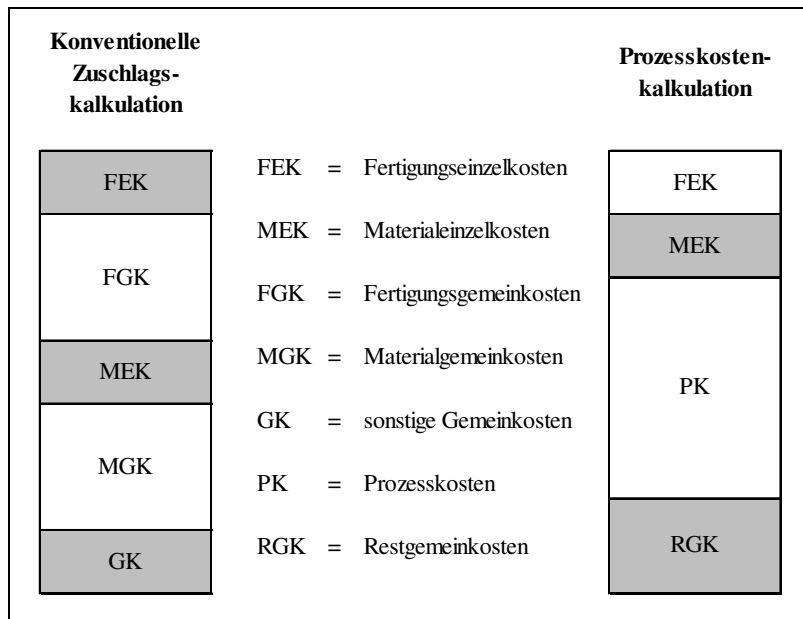 Konventionelle
Zuschlags-
kalkulation
FEK
FGK
MEK
MGK
GK
FEK = Fertigungseinzelkosten
MEK = Materialeinzelkosten
FGK = Fertigungsgemeinkosten
MGK = Materialgemeinkosten
GK = sonstige Gemeinkosten
PK = Prozesskosten
RGK = Restgemeinkosten
Prozesskosten-
kalkulation
FEK
MEK
PK
RGK